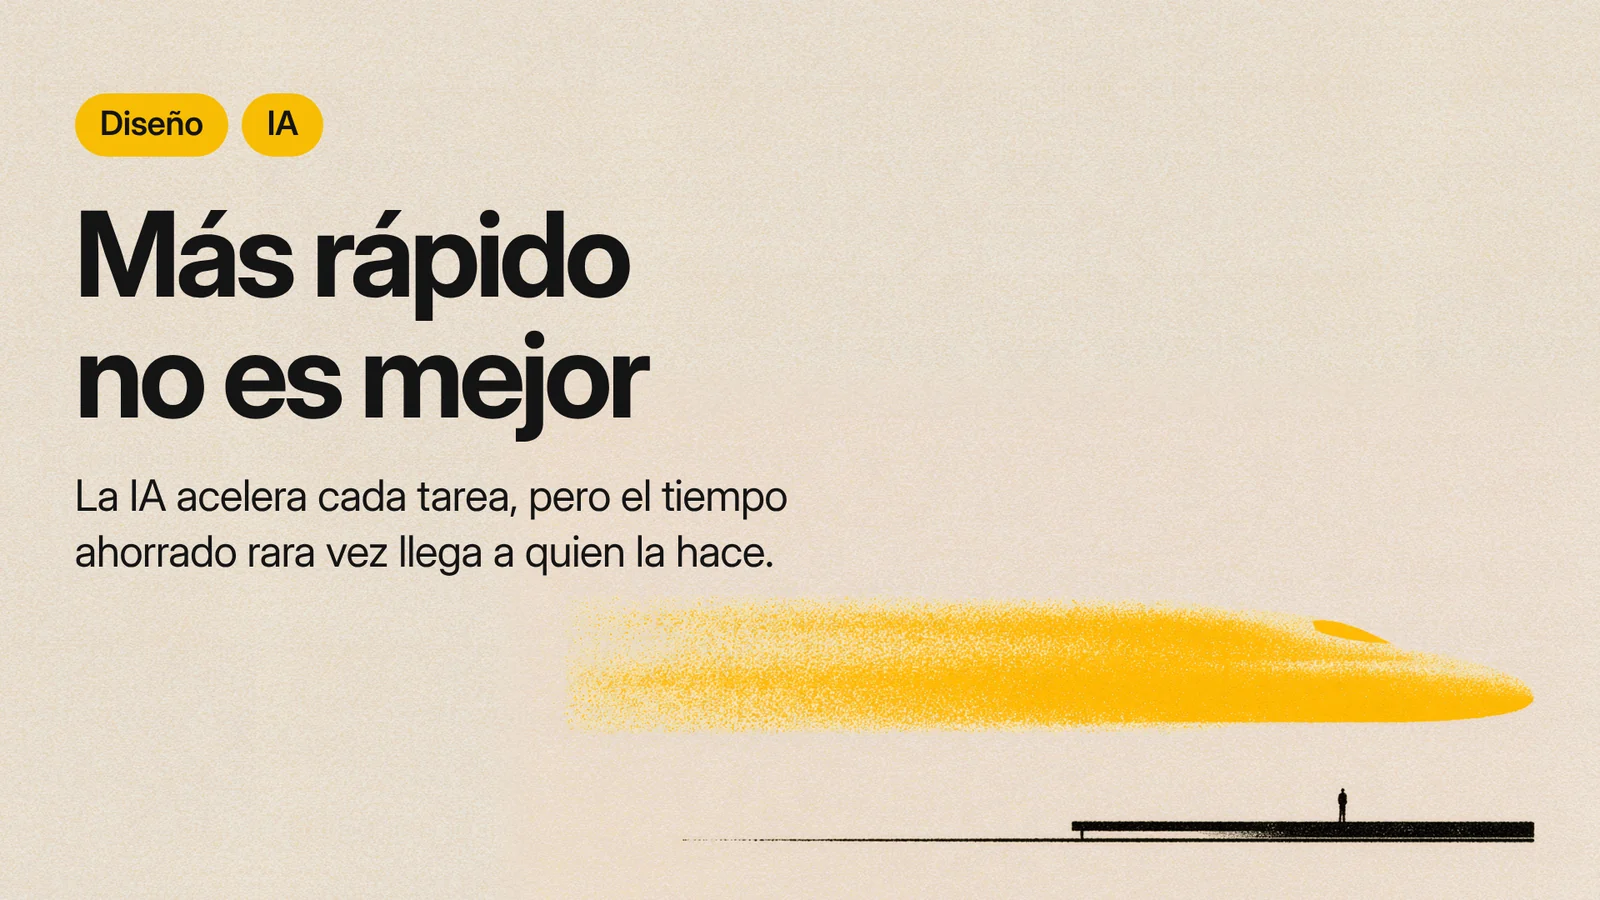 Diseño IA
Más rápido
no es mejor
La IA acelera cada tarea, pero el tiempo
ahorrado rara vez llega a quien la hace.